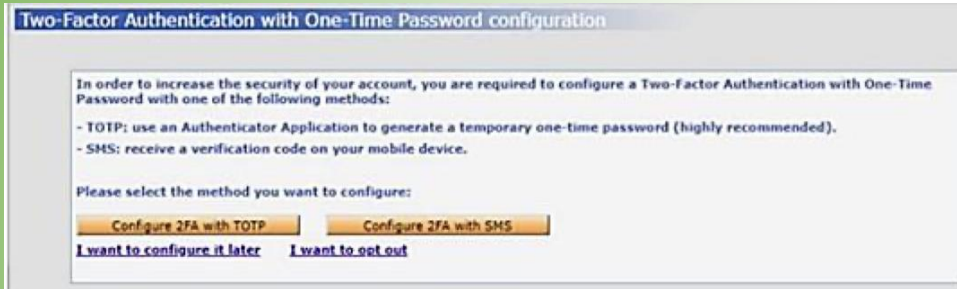 Two-Factor Authentication with One-Time Password configuration
In order to increase the security of your account, you are required to configure a Two-Factor Authentication with One-Time
Password with one of the following methods:
- TOTP: use an Authenticator Application to generate a temporary one-time password (highly recommended).
- SMS: receive a verification code on your mobile device.
Please select the method you want to configure:
Configure 2FA with TOTP Configure 2FA with SMS
I want to configure it later I want to opt out